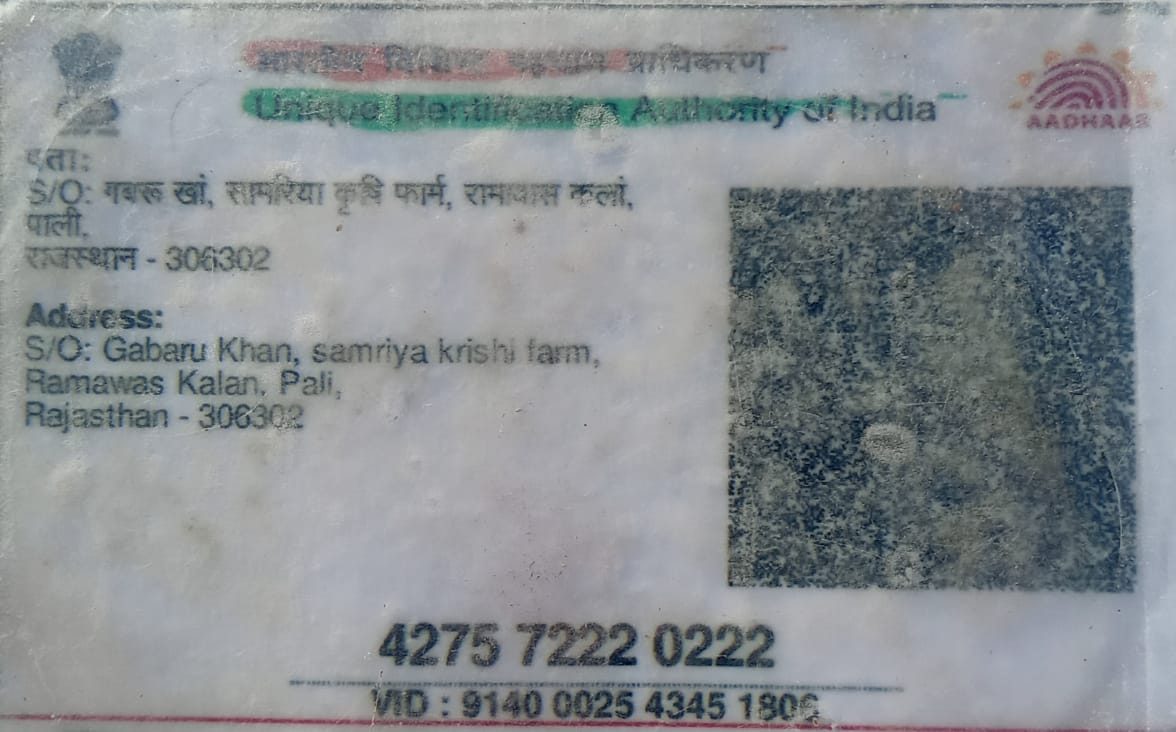 भारतीय विशिष्ट पहचान प्राधिकरण
Unique Identification Authority of India
AADHAAR
पता:
S/O: गबरू खां, सामरिया कृषि फार्म, रामावास कलां,
पाली,
राजस्थान - 306302
Address:
S/O: Gabaru Khan, samriya krishi farm,
Ramawas Kalan, Pali,
Rajasthan - 306302
4275 7222 0222
VID : 9140 0025 4345 1806